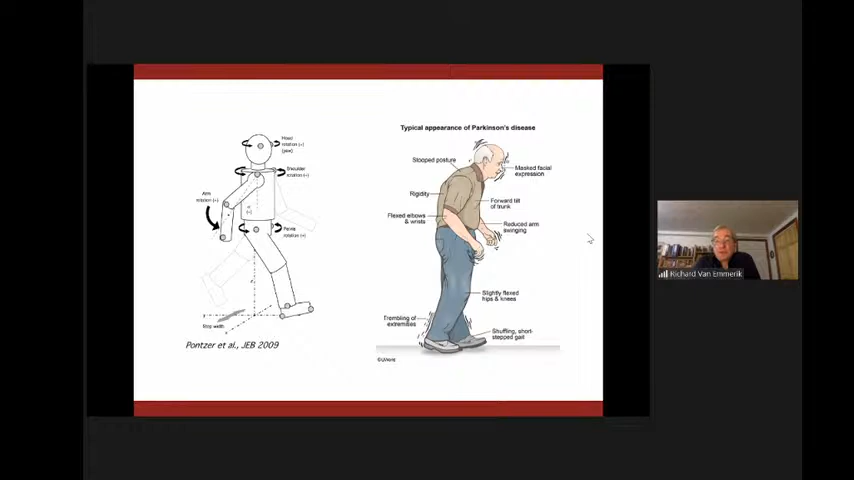 Head
rotation (+)
(yaw)
Shoulder
rotation (+)
Arm
rotation (+)
Pelvis
rotation (+)
Step width
Pontzer et al., JEB 2009
Typical appearance of Parkinson's disease
Stooped posture
Masked facial
expression
Rigidity
Forward tilt
of trunk
Flexed elbows
& wrists
Reduced arm
swinging
Slightly flexed
hips & knees
Trembling of
extremities
Shuffling, short-
stepped gait
Richard Van Emmerik